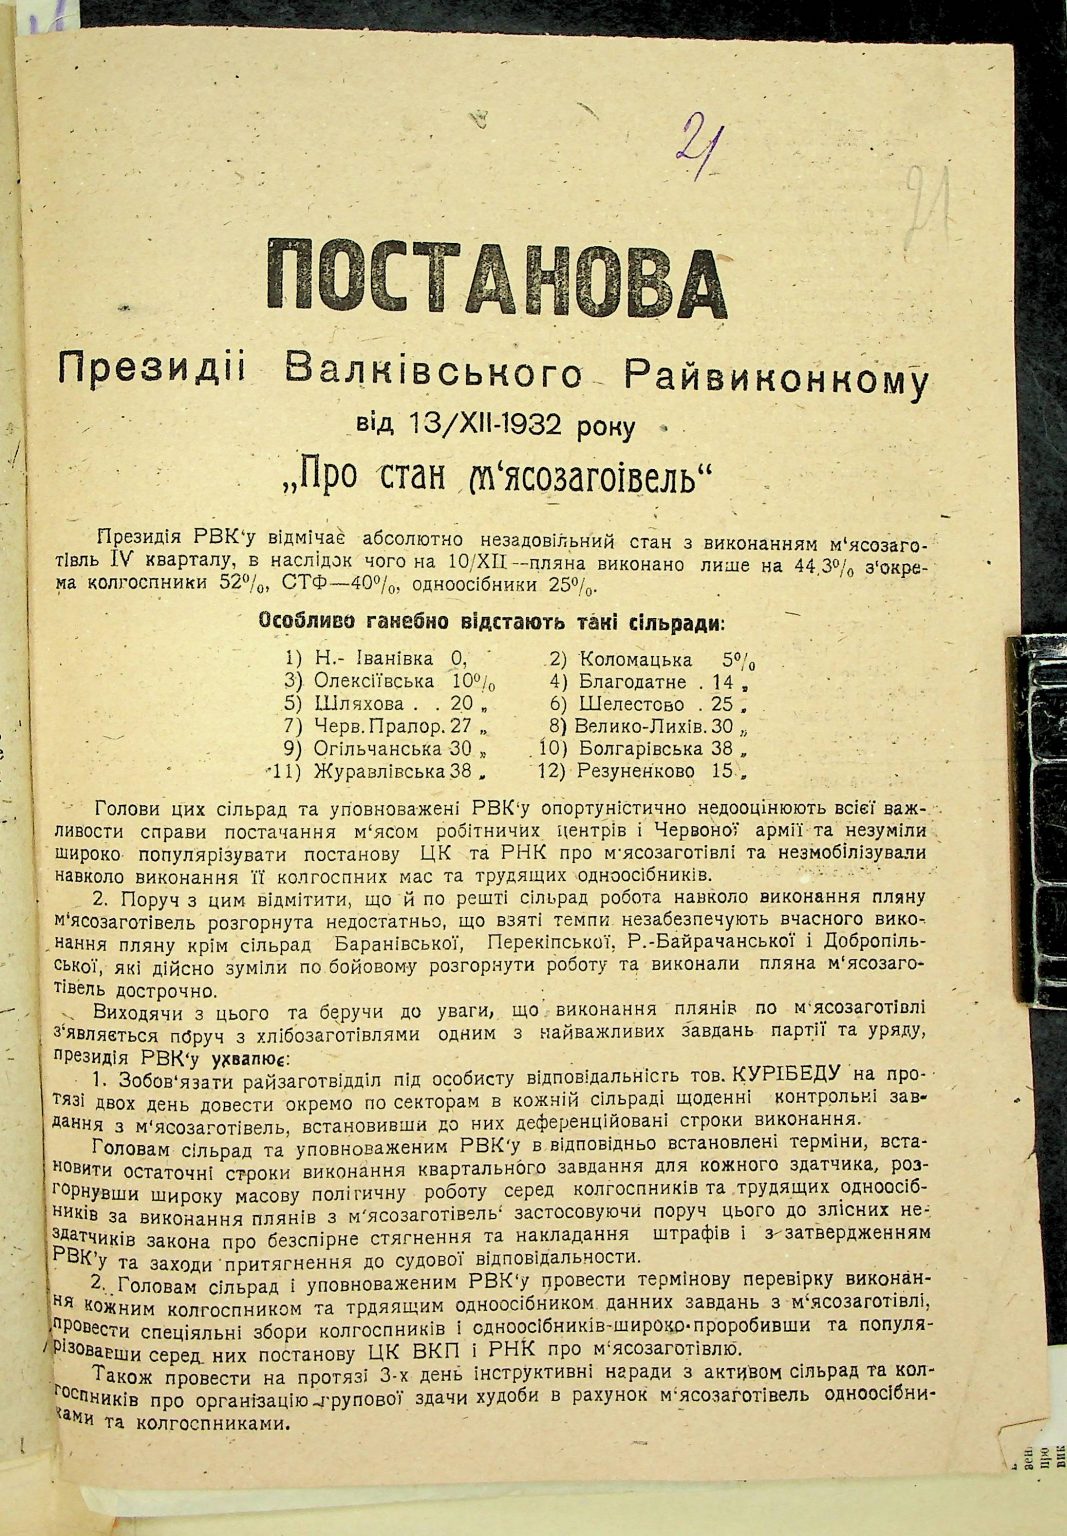 21
21
ПОСТАНОВА
Президіі Валківського Райвиконкому
від 13/XII-1932 року
„Про стан м‘ясозагоівель“
Президія РВК‘у відмічає абсолютно незадовільний стан з виконанням м‘ясозаго-
тівль IV кварталу, в наслідок чого на 10/XII—пляна виконано лише на 44,3% з‘окре-
ма колгоспники 52%, СТФ—40%, одноосібники 25%.
Особливо ганебно відстають такі сільради:
1) Н.- Іванівка 0, 2) Коломацька 5%
3) Олексіївська 10% 4) Благодатне . 14 „
5) Шляхова . . 20 „ 6) Шелестово . 25 „
7) Черв. Прапор. 27 „ 8) Велико-Лихів. 30 „
9) Огільчанська 30 „ 10) Болгарівська 38 „
11) Журавлівська 38 „ 12) Резуненково 15 „
Голови цих сільрад та уповноважені РВК‘у опортуністично недооцінюють всієї важ-
ливости справи постачання м‘ясом робітничих центрів і Червоної армії та незуміли
широко популярізувати постанову ЦК та РНК про м‘ясозаготівлі та незмобілізували
навколо виконання її колгоспних мас та трудящих одноосібників.
2. Поруч з цим відмітити, що й по решті сільрад робота навколо виконання пляну
м‘ясозаготівель розгорнута недостатньо, що взяті темпи незабезпечують вчасного вико-
нання пляну крім сільрад Баранівської, Перекіпської, Р.-Байрачанської і Добропіль-
ської, які дійсно зуміли по бойовому розгорнути роботу та виконали пляна м‘ясозаго-
тівель дострочно.
Виходячи з цього та беручи до уваги, що виконання плянів по м‘ясозаготівлі
з‘являється поруч з хлібозаготівлями одним з найважливих завдань партії та уряду,
президія РВК‘у ухвалює:
1. Зобов‘язати райзаготвідділ під особисту відповідальність тов. КУРІБЕДУ на про-
тязі двох день довести окремо по секторам в кожній сільраді щоденні контрольні зав-
дання з м‘ясозаготівель, встановивши до них деференційовані строки виконання.
Головам сільрад та уповноваженим РВК‘у в відповідньо встановлені терміни, вста-
новити остаточні строки виконання квартального завдання для кожного здатчика, роз-
горнувши широку масову політичну роботу серед колгоспників та трудящих одноосіб-
ників за виконання плянів з м‘ясозаготівель застосовуючи поруч цього до злісних не-
здатчиків закона про безспірне стягнення та накладання штрафів і з затвердженням
РВК‘у та заходи притягнення до судової відповідальности.
2. Головам сільрад і уповноваженим РВК‘у провести термінову перевірку виконан-
ня кожним колгоспником та трдяящим одноосібником данних завдань з м‘ясозаготівлі,
провести спеціяльні збори колгоспників і одноосібників-широко проробивши та популя-
різовавши серед них постанову ЦК ВКП і РНК про м‘ясозаготівлю.
Також провести на протязі 3-х день інструктивні наради з активом сільрад та кол-
госпників про організацію групової здачи худоби в рахунок м‘ясозаготівель одноосібни-
ками та колгоспниками.
вен
про
вик